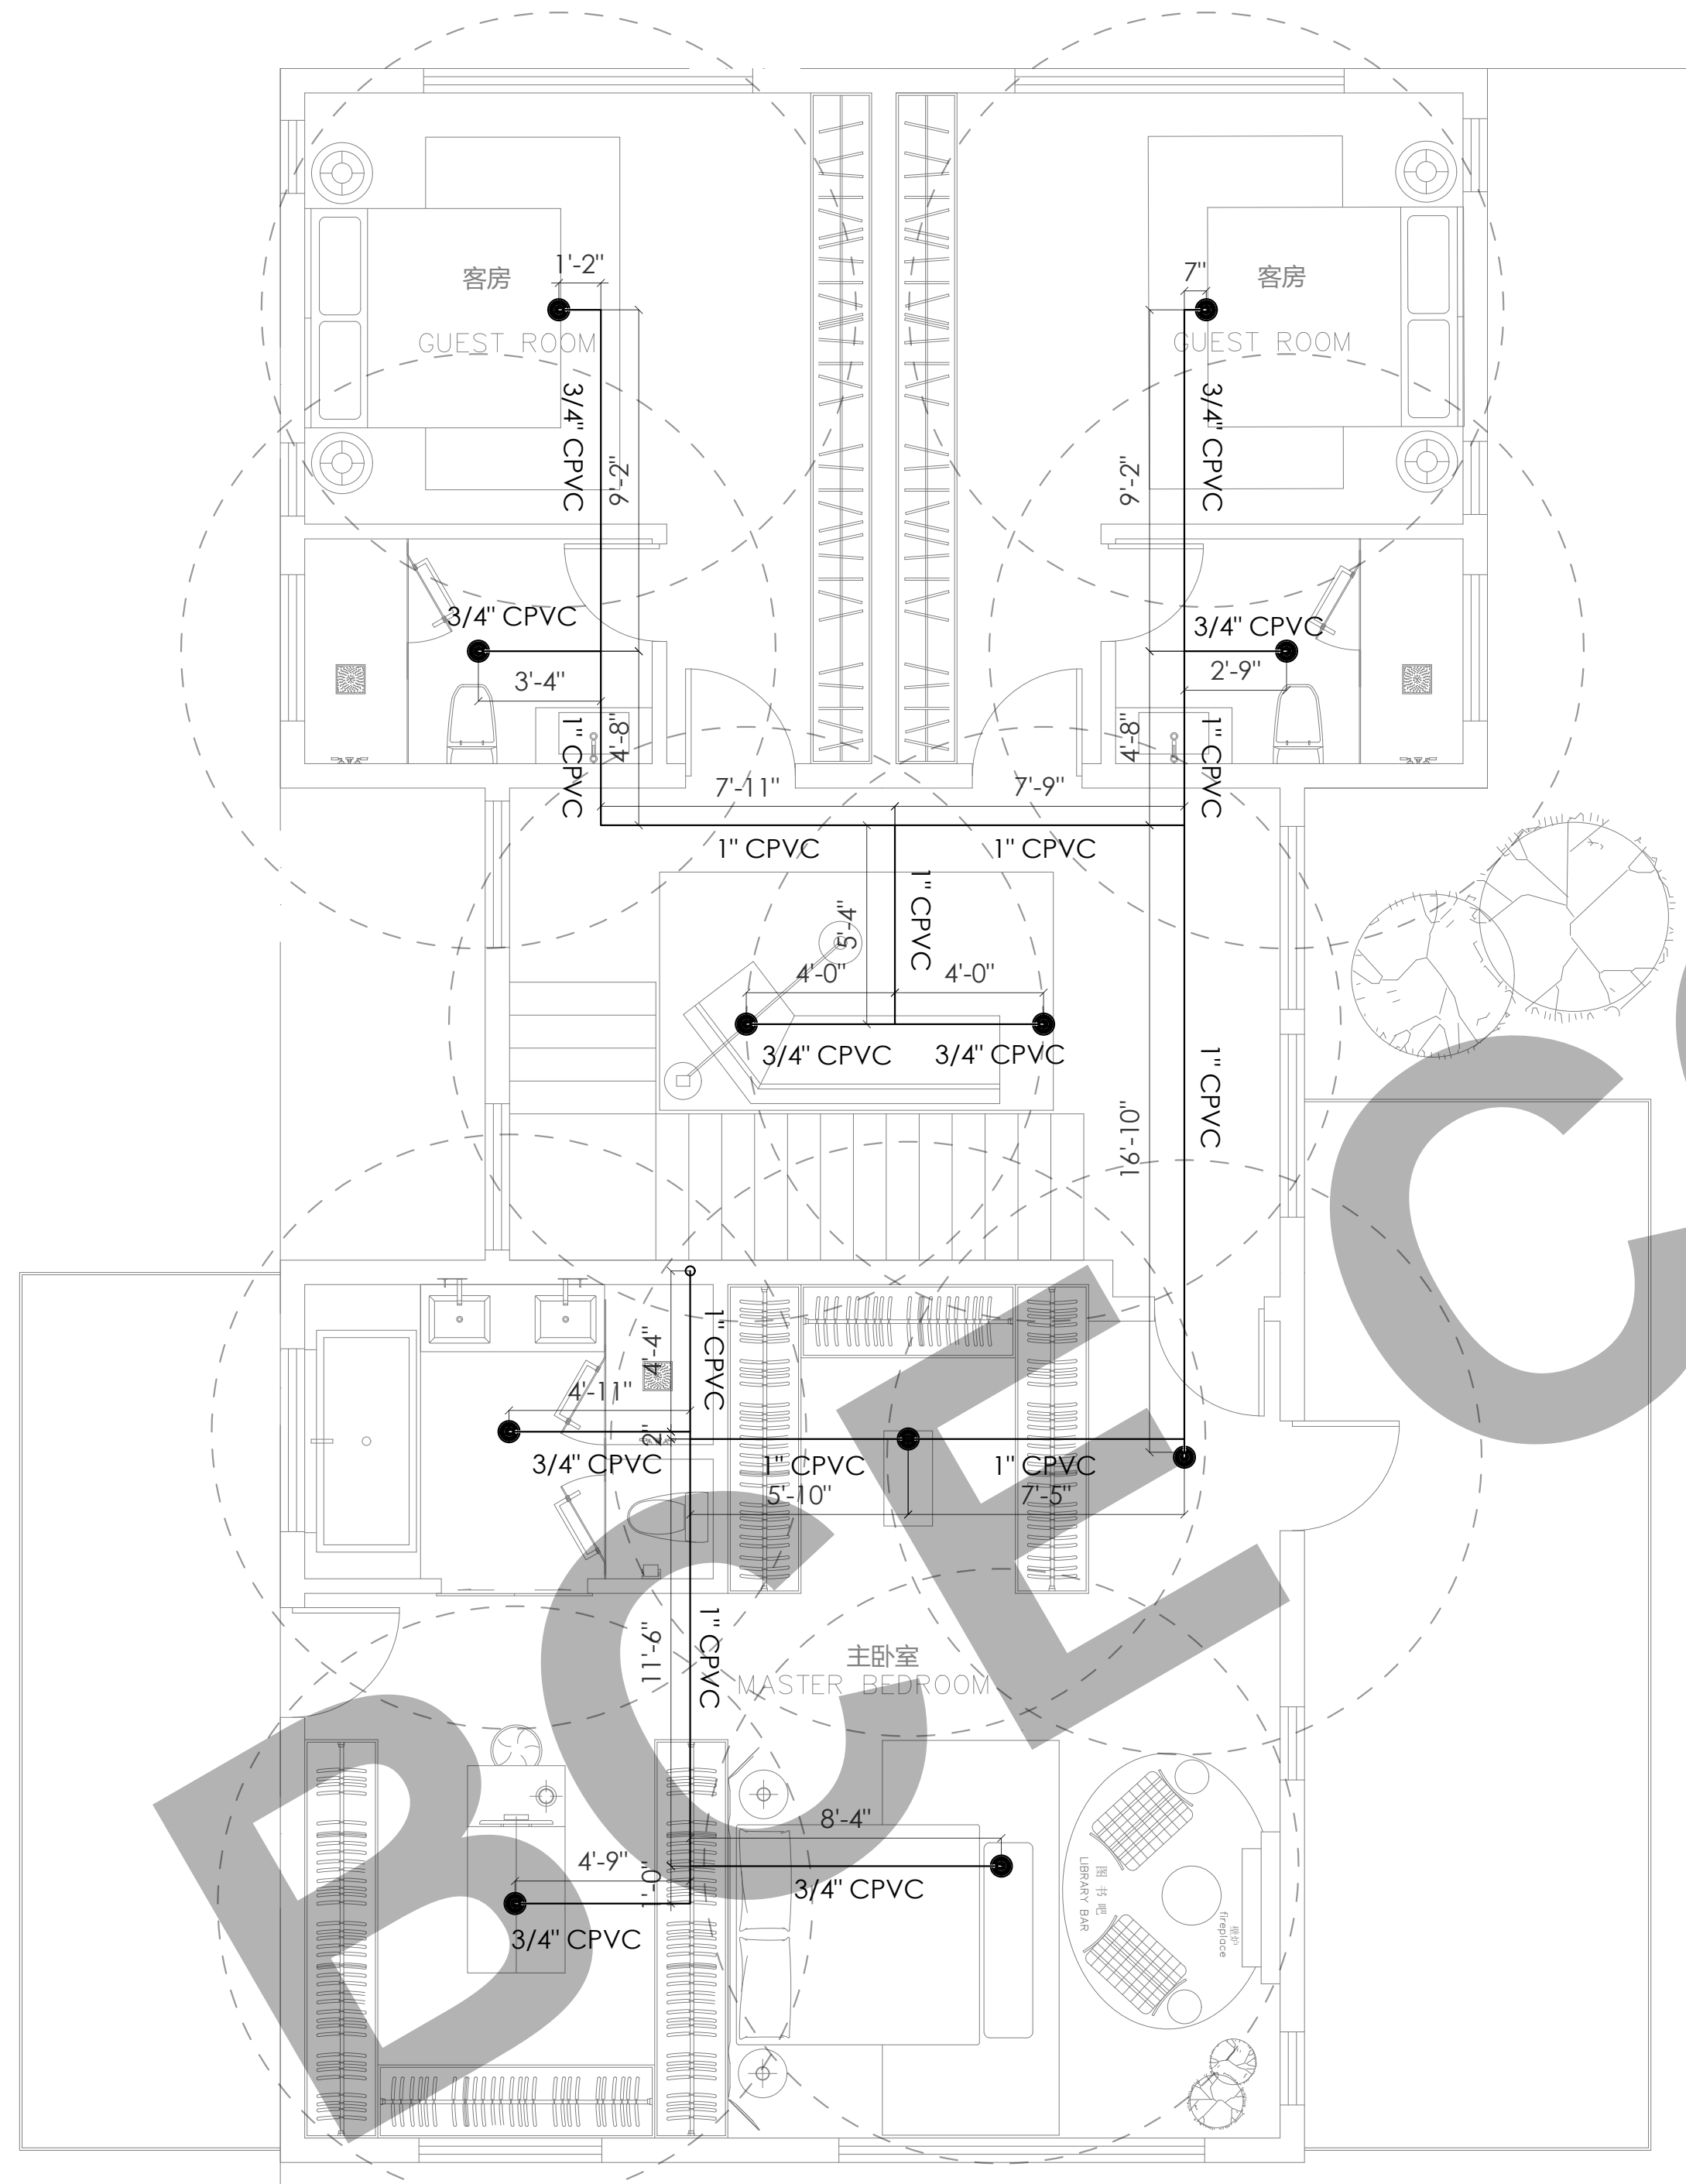 1'-2"
7"
客房
客房
GUEST ROOM
GUEST ROOM
3/4" CPVC
9'-2"
9'-2"
3/4" CPVC
3/4" CPVC
3/4" CPVC
3'-4"
2'-9"
1" CPVC
4'-8"
4'-8"
1" CPVC
7'-11"
7'-9"
1" CPVC
1" CPVC
5'-4"
1" CPVC
4'-0"
4'-0"
3/4" CPVC
3/4" CPVC
16'-10"
1" CPVC
4'-4"
1" CPVC
4'-11"
2"
3/4" CPVC
1" CPVC
1" CPVC
5'-10"
7'-5"
11'-6"
1" CPVC
主卧室
MASTER BEDROOM
8'-4"
4'-9"
1'-0"
3/4" CPVC
3/4" CPVC
图书吧
LIBRARY BAR
壁炉
fireplace
BCEC